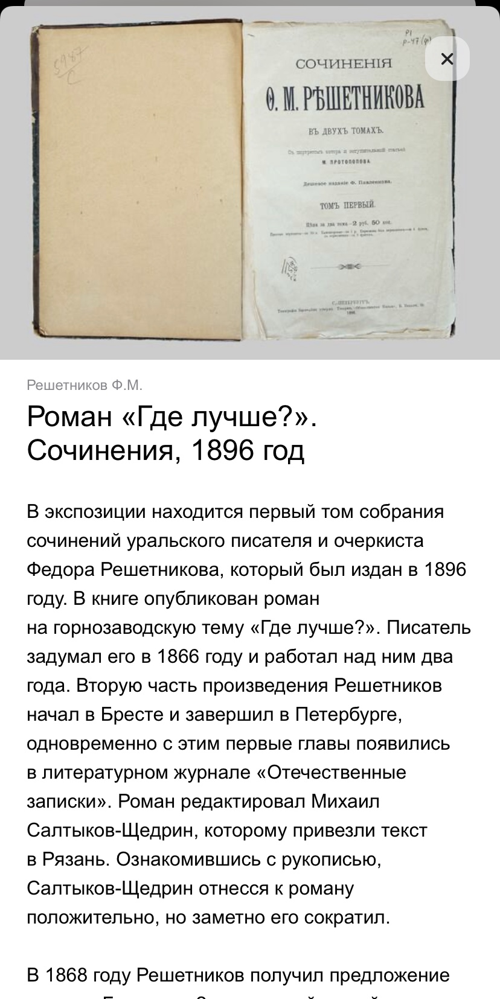 5987
С
Р1
Р-47(ф)
СОЧИНЕНІЯ
Ѳ. М. РѢШЕТНИКОВА
ВЪ ДВУХЪ ТОМАХЪ.
Съ портретомъ автора и вступительной статьей
М. ПРОТОПОПОВА
Дешевое изданіе Ф. Павленкова.
ТОМЪ ПЕРВЫЙ.
Цѣна за два тома—2 руб. 50 коп.
С.-ПЕТЕРБУРГЪ.
1896
Решетников Ф.М.
Роман «Где лучше?».
Сочинения, 1896 год
В экспозиции находится первый том собрания
сочинений уральского писателя и очеркиста
Федора Решетникова, который был издан в 1896
году. В книге опубликован роман
на горнозаводскую тему «Где лучше?». Писатель
задумал его в 1866 году и работал над ним два
года. Вторую часть произведения Решетников
начал в Бресте и завершил в Петербурге,
одновременно с этим первые главы появились
в литературном журнале «Отечественные
записки». Роман редактировал Михаил
Салтыков-Щедрин, которому привезли текст
в Рязань. Ознакомившись с рукописью,
Салтыков-Щедрин отнесся к роману
положительно, но заметно его сократил.
В 1868 году Решетников получил предложение